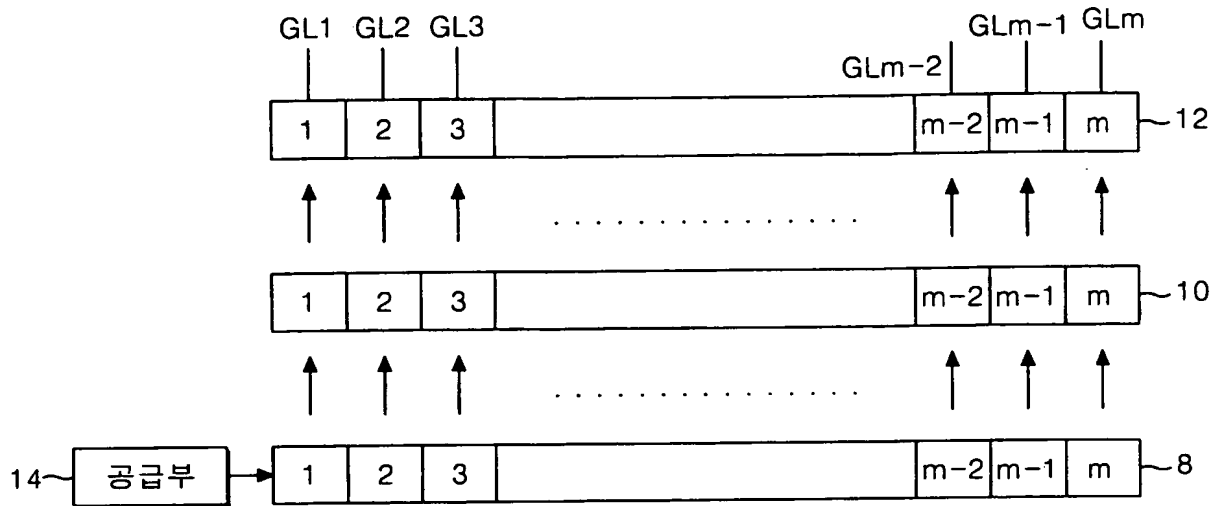 GL1 GL2 GL3 GLm-2 GLm-1 GLm
1 2 3 m-2 m-1 m 12
1 2 3 m-2 m-1 m 10
14 공급부 1 2 3 m-2 m-1 m 8